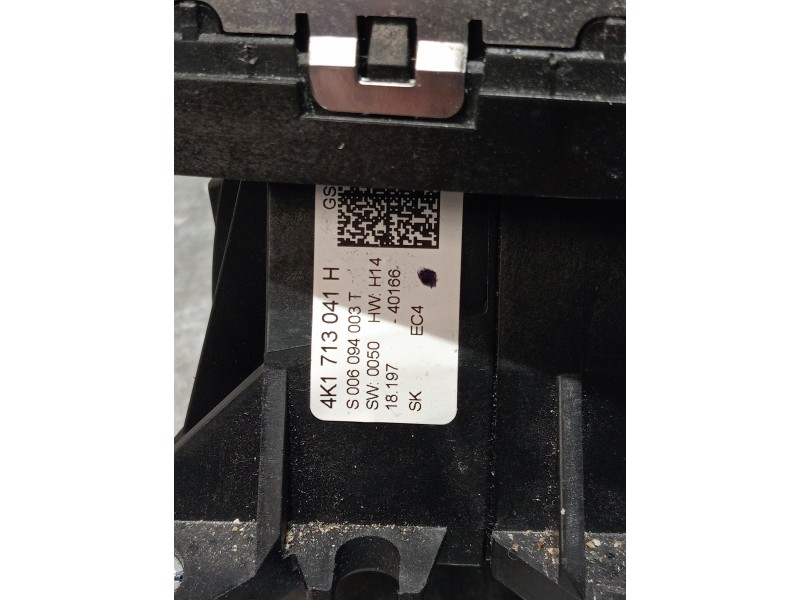 GS
4K1 713 041 H
S 006 094 003 T
SW: 0050 HW: H14
18.197 - 40166
SK EC4